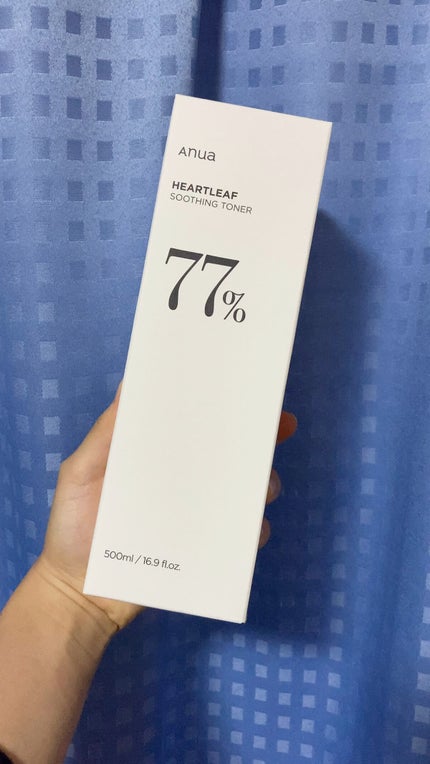 Anua
HEARTLEAF
SOOTHING TONER
77%
500ml / 16.9 fl.oz.